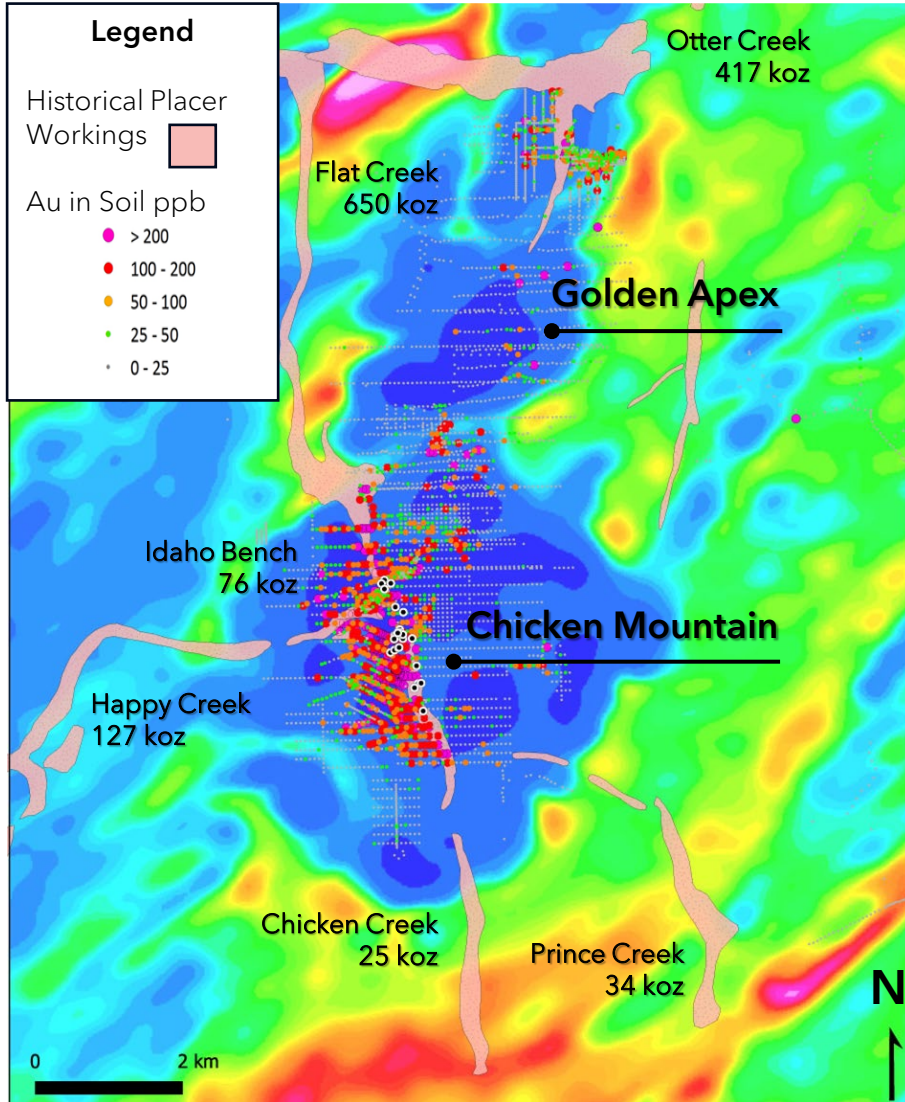 Legend
Historical Placer
Workings
Au in Soil ppb
> 200
100 - 200
50 - 100
25 - 50
0 - 25
Otter Creek
417 koz
Flat Creek
650 koz
Golden Apex
Idaho Bench
76 koz
Chicken Mountain
Happy Creek
127 koz
Chicken Creek
25 koz
Prince Creek
34 koz
N
0 2 km